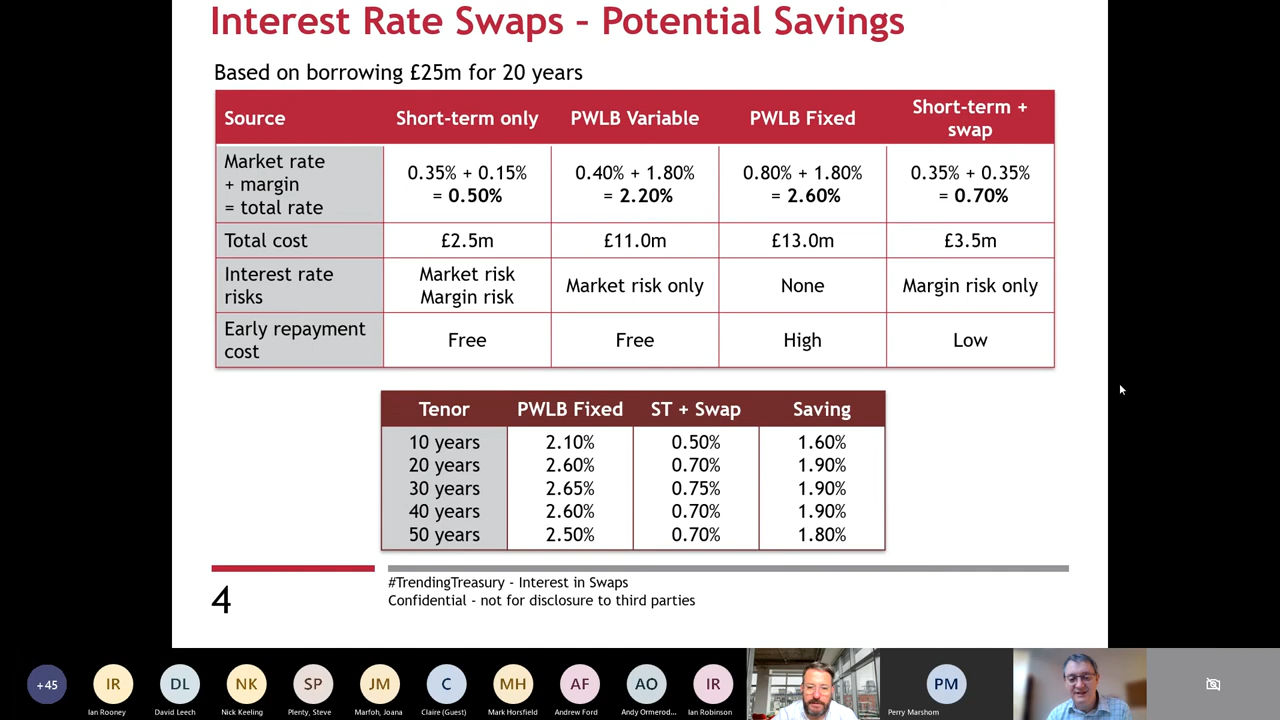 Interest Rate Swaps – Potential Savings
Based on borrowing £25m for 20 years
Source Short-term only PWLB Variable PWLB Fixed Short-term + swap
Market rate + margin = total rate 0.35% + 0.15% = 0.50% 0.40% + 1.80% = 2.20% 0.80% + 1.80% = 2.60% 0.35% + 0.35% = 0.70%
Total cost £2.5m £11.0m £13.0m £3.5m
Interest rate risks Market risk Margin risk Market risk only None Margin risk only
Early repayment cost Free Free High Low
Tenor PWLB Fixed ST + Swap Saving
10 years 2.10% 0.50% 1.60%
20 years 2.60% 0.70% 1.90%
30 years 2.65% 0.75% 1.90%
40 years 2.60% 0.70% 1.90%
50 years 2.50% 0.70% 1.80%
4
#TrendingTreasury - Interest in Swaps
Confidential - not for disclosure to third parties
+45 IR DL NK SP JM C MH AF AO IR PM
Ian Rooney David Leech Nick Keeling Plenty, Steve Marfoh, Joana Claire (Guest) Mark Horsfield Andrew Ford Andy Ormerod... Ian Robinson Perry Marshom